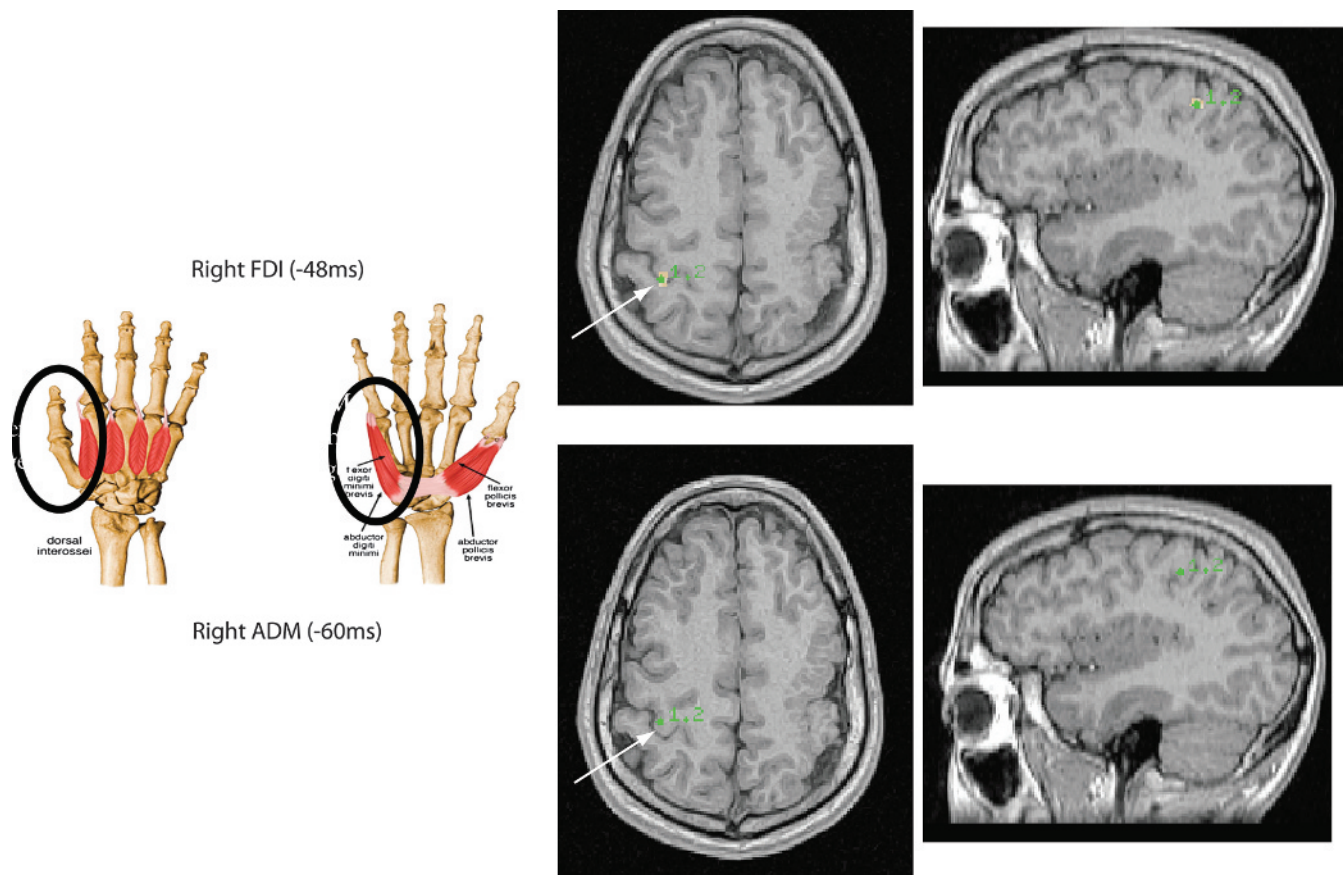 Right FDI (-48ms)
dorsal
interossei
flexor
digiti
minimi
brevis
abductor
digiti
minimi
flexor
pollicis
brevis
abductor
pollicis
brevis
Right ADM (-60ms)
1.2
1.2
1.2
1.2